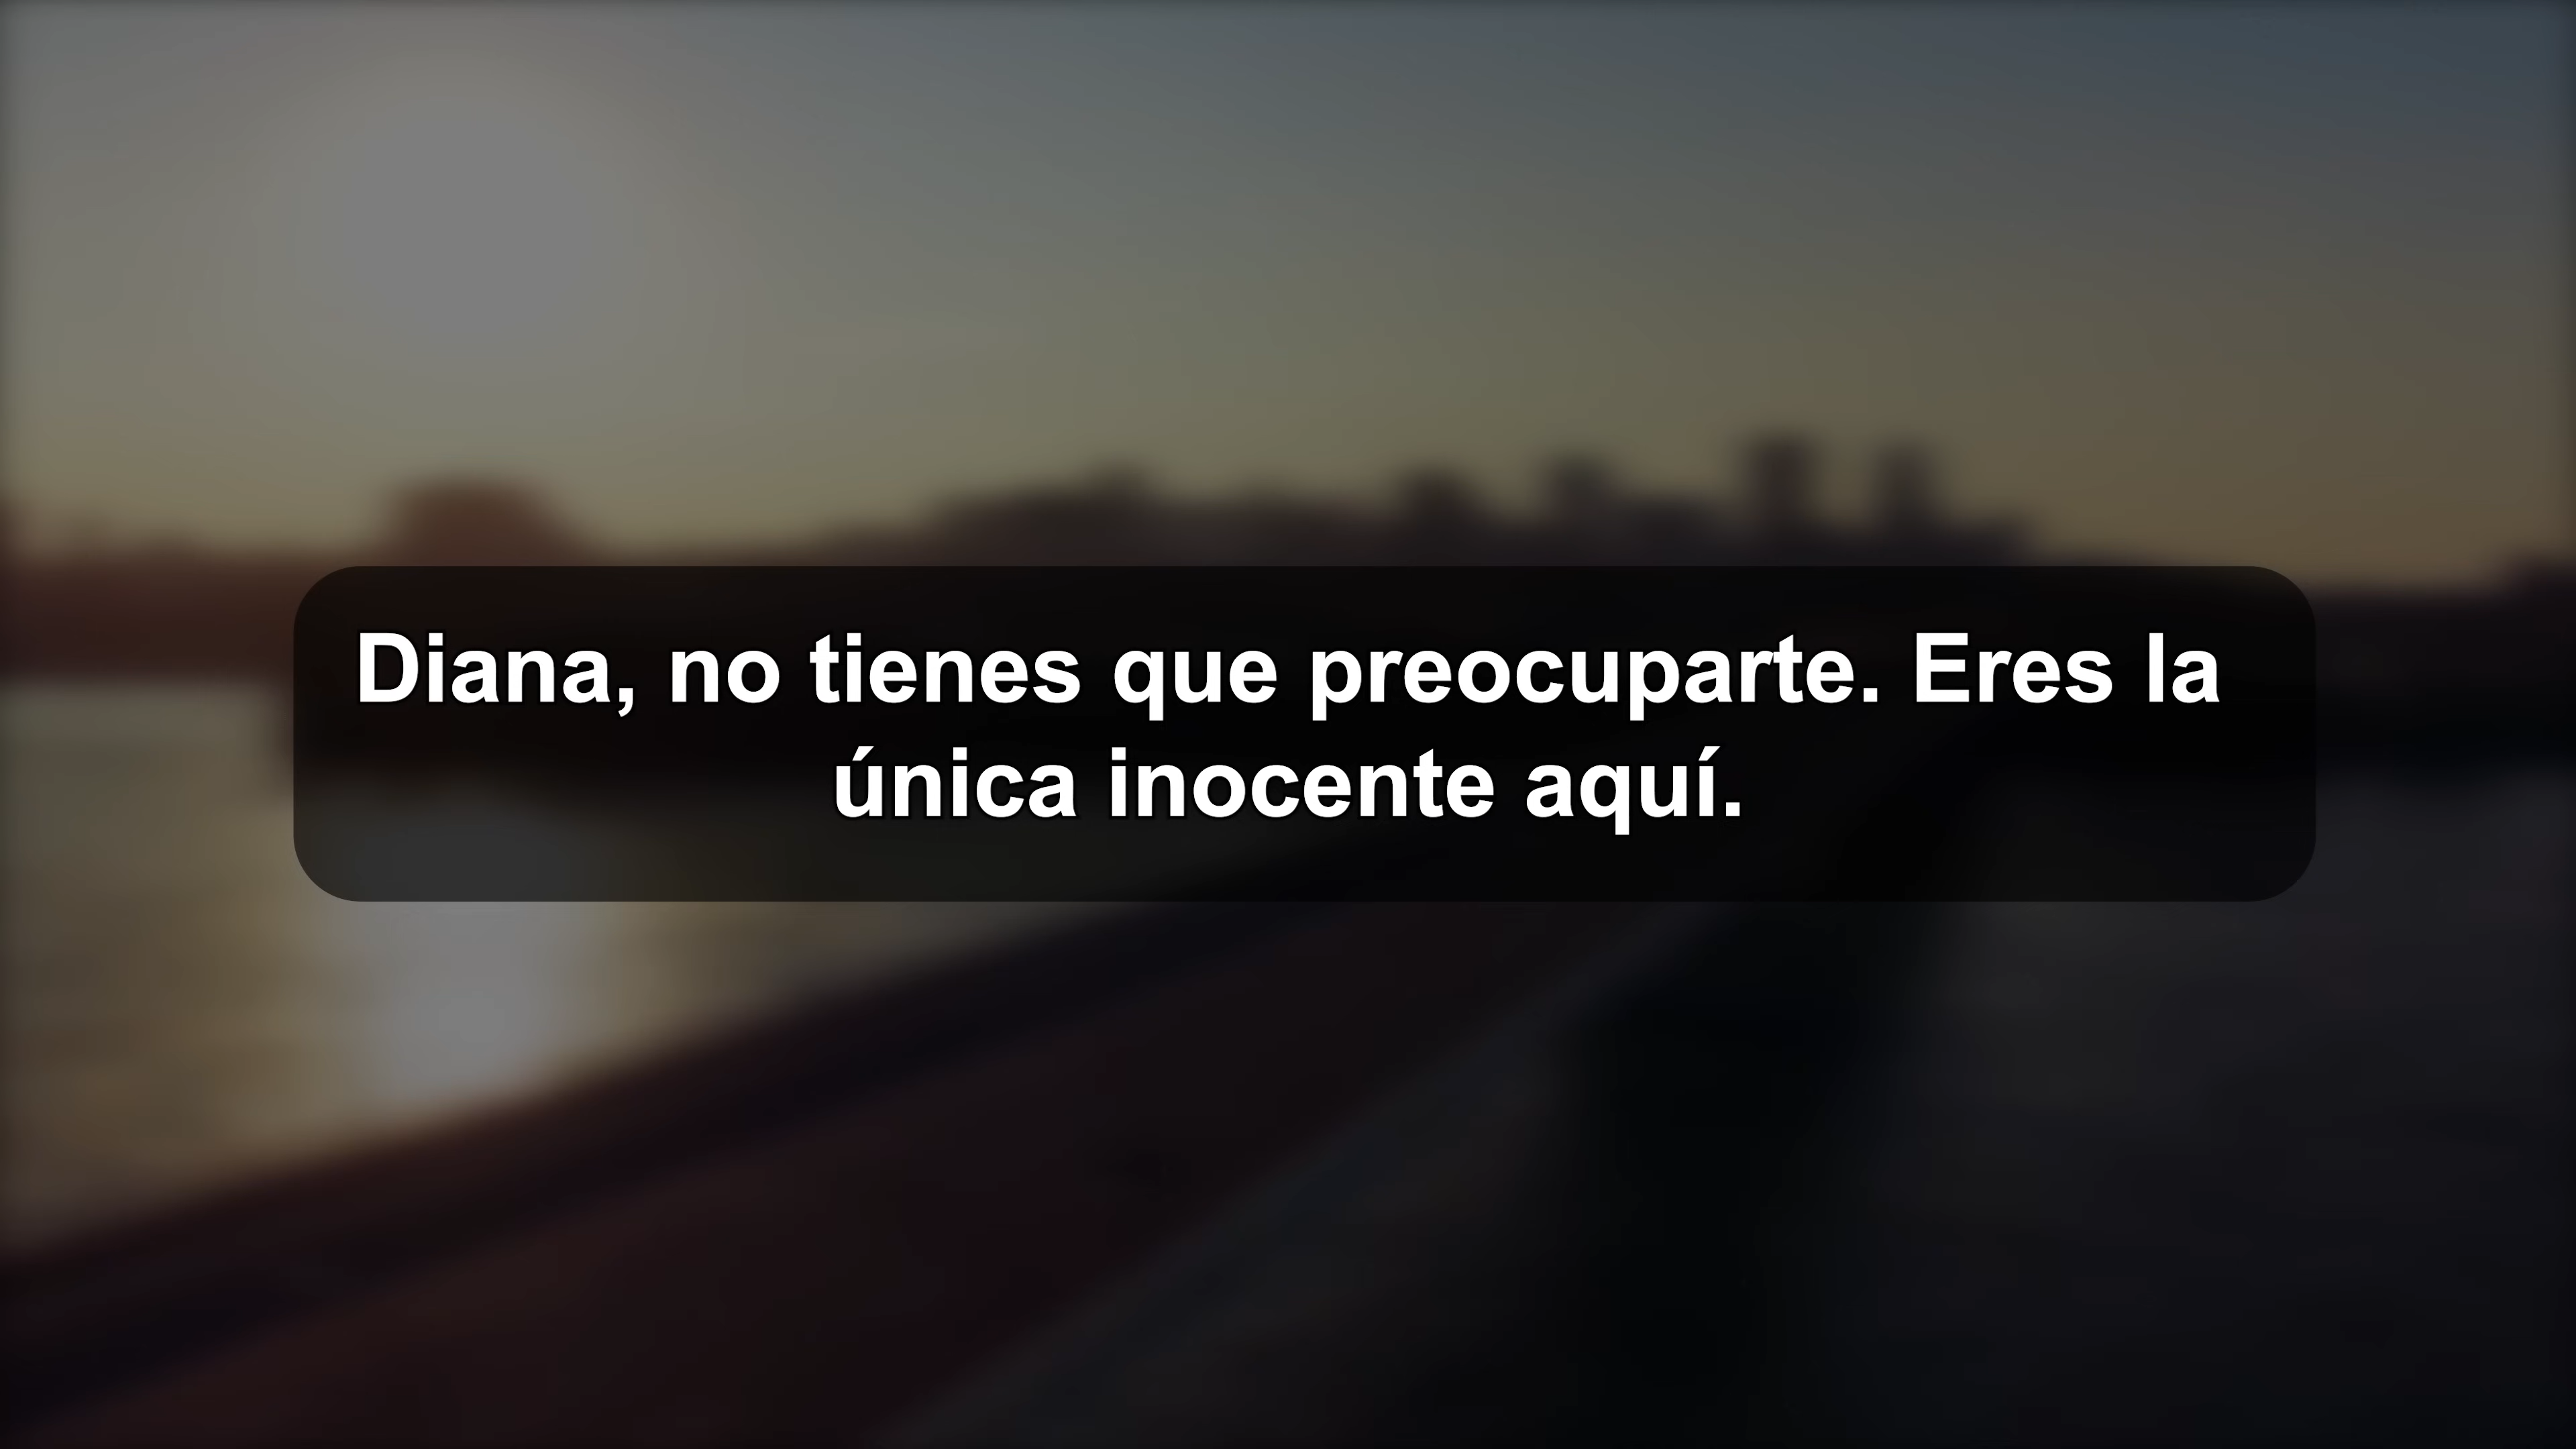 Diana, no tienes que preocuparte. Eres la
única inocente aquí.